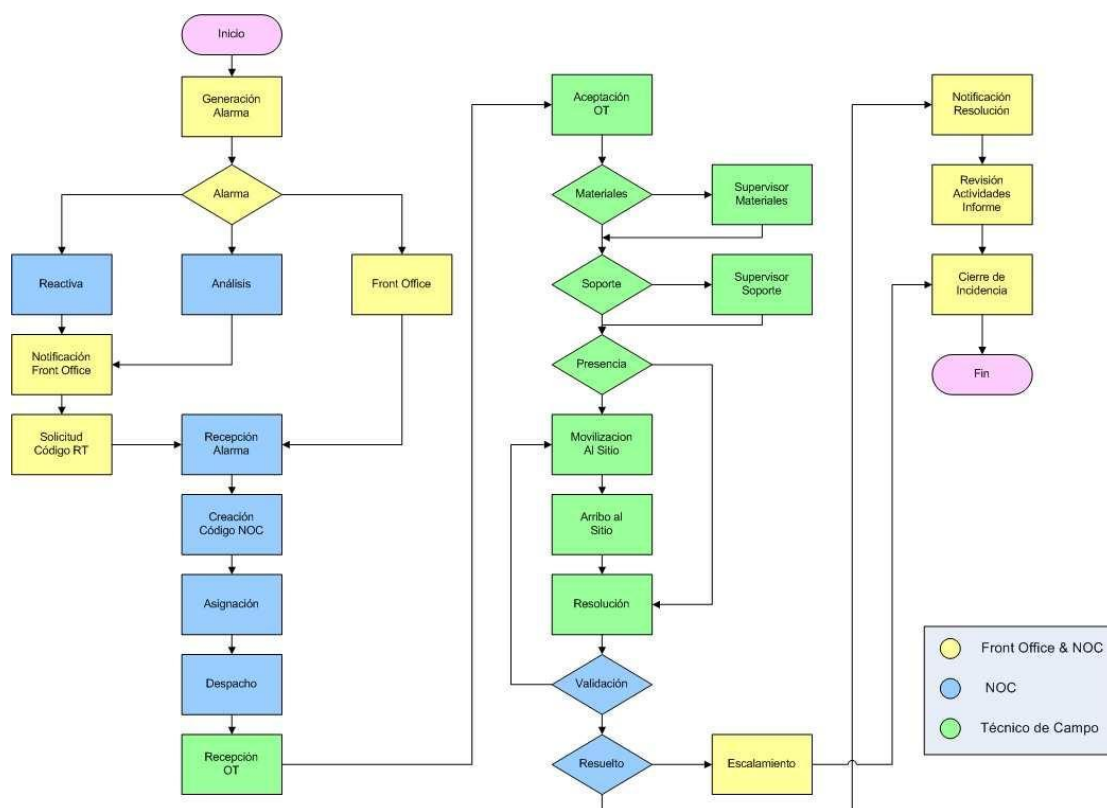 Inicio
Generación
Alarma
Alarma
Reactiva
Análisis
Front Office
Notificación
Front Office
Solicitud
Código RT
Recepción
Alarma
Creación
Código NOC
Asignación
Despacho
Recepción
OT
Aceptación
OT
Materiales
Supervisor
Materiales
Soporte
Supervisor
Soporte
Presencia
Movilizacion
Al Sitio
Arribo al
Sitio
Resolución
Validación
Resuelto
Escalamiento
Notificación
Resolución
Revisión
Actividades
Informe
Cierre de
Incidencia
Fin
Front Office & NOC
NOC
Técnico de Campo